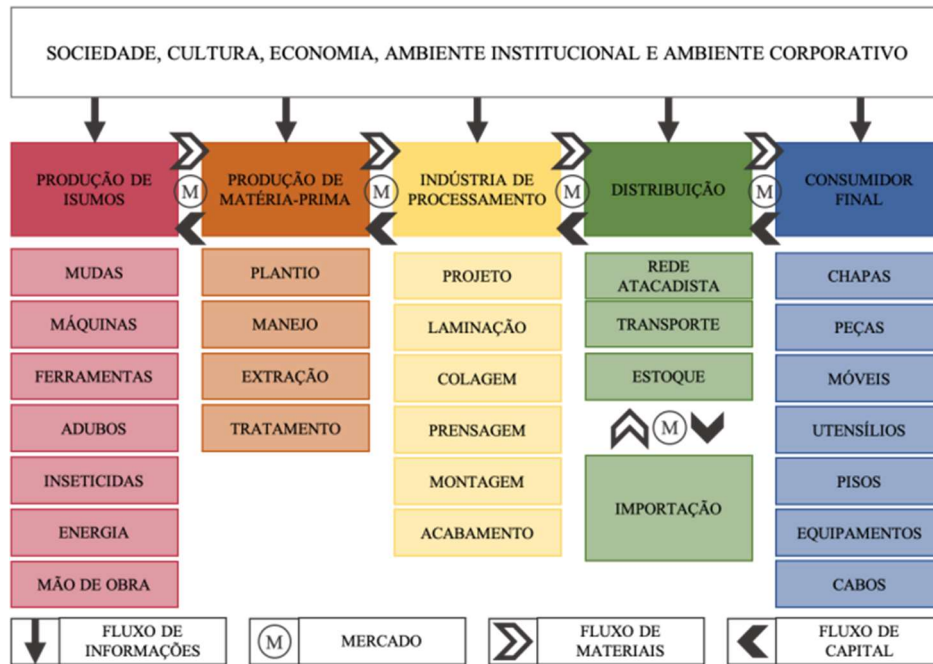 SOCIEDADE, CULTURA, ECONOMIA, AMBIENTE INSTITUCIONAL E AMBIENTE CORPORATIVO
PRODUÇÃO DE
ISUMOS
M
PRODUÇÃO DE
MATÉRIA-PRIMA
M
INDÚSTRIA DE
PROCESSAMENTO
M
DISTRIBUIÇÃO
M
CONSUMIDOR
FINAL
MUDAS
MÁQUINAS
FERRAMENTAS
ADUBOS
INSETICIDAS
ENERGIA
MÃO DE OBRA
PLANTIO
MANEJO
EXTRAÇÃO
TRATAMENTO
PROJETO
LAMINAÇÃO
COLAGEM
PRENSAGEM
MONTAGEM
ACABAMENTO
REDE
ATACADISTA
TRANSPORTE
ESTOQUE
M
IMPORTAÇÃO
CHAPAS
PEÇAS
MÓVEIS
UTENSÍLIOS
PISOS
EQUIPAMENTOS
CABOS
FLUXO DE
INFORMAÇÕES
M
MERCADO
FLUXO DE
MATERIAIS
FLUXO DE
CAPITAL